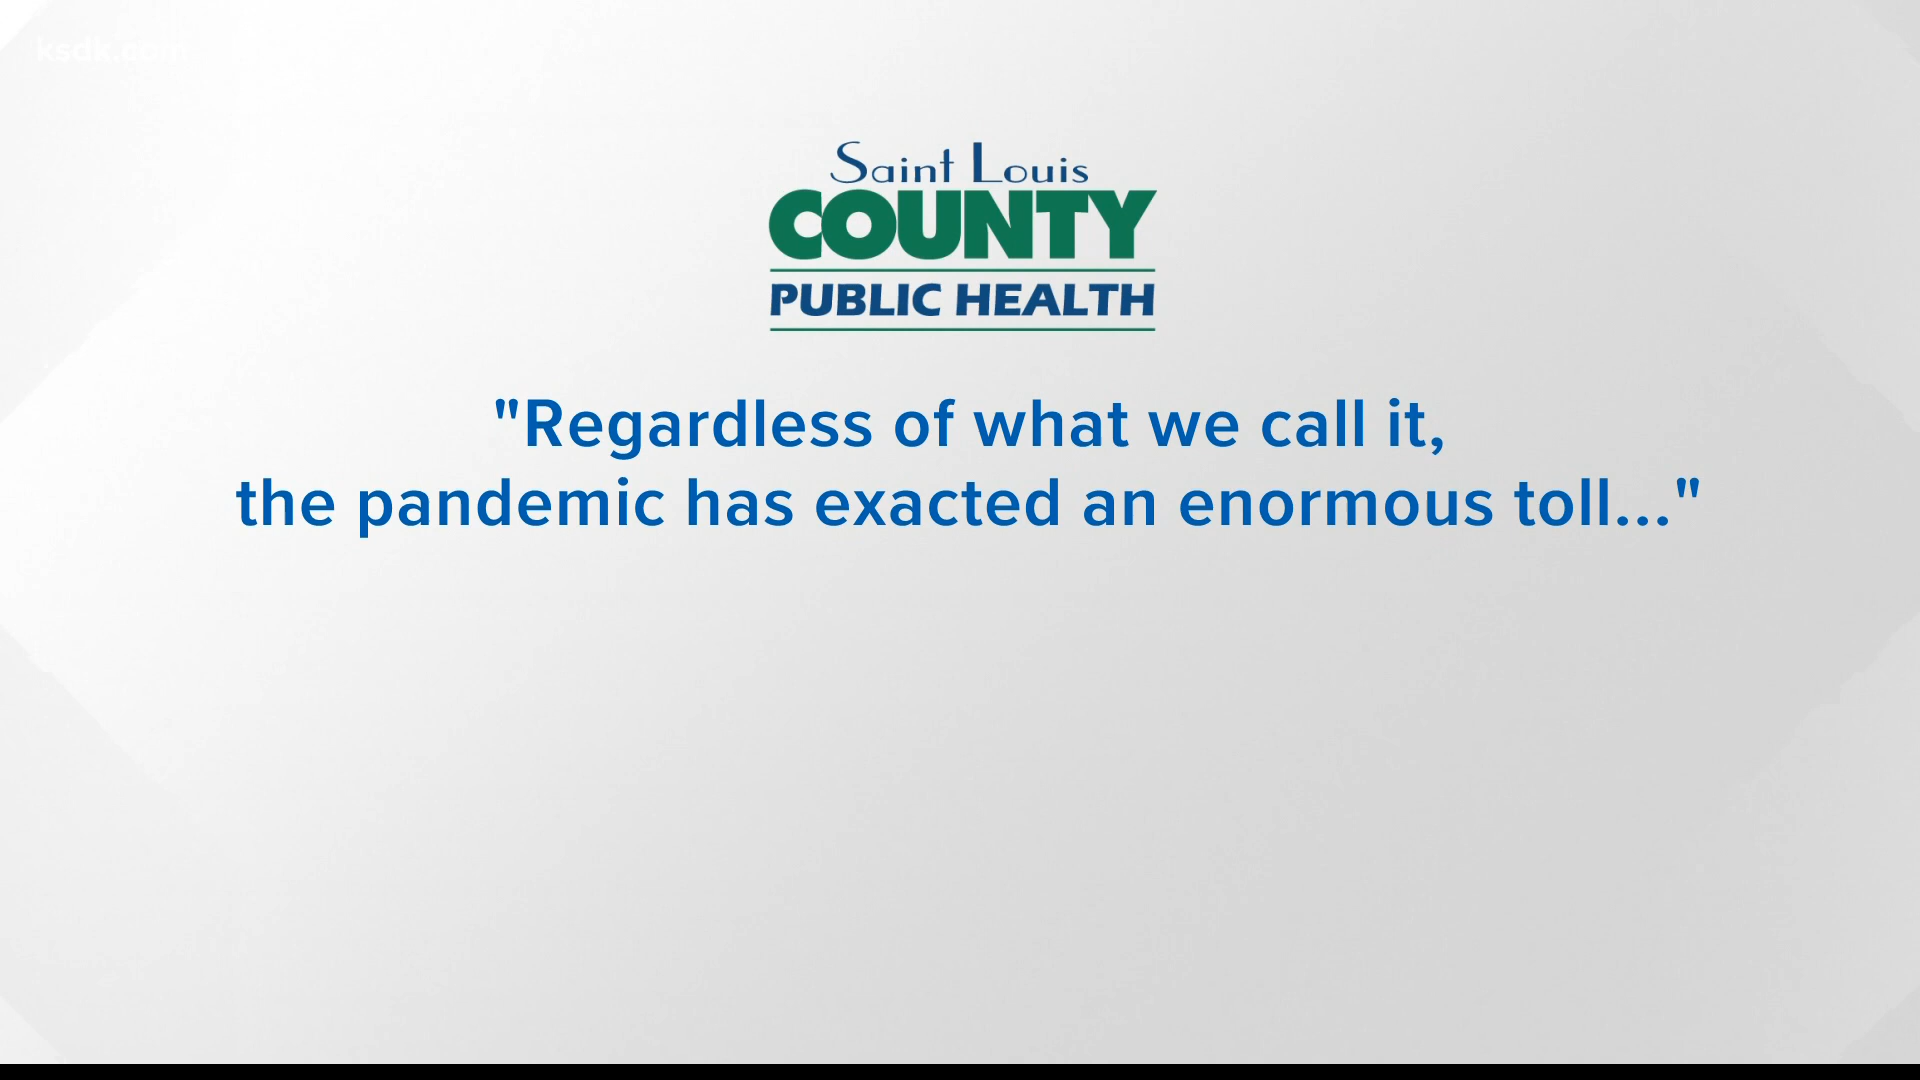 ksdk.com
Saint Louis
COUNTY
PUBLIC HEALTH
"Regardless of what we call it,
the pandemic has exacted an enormous toll..."